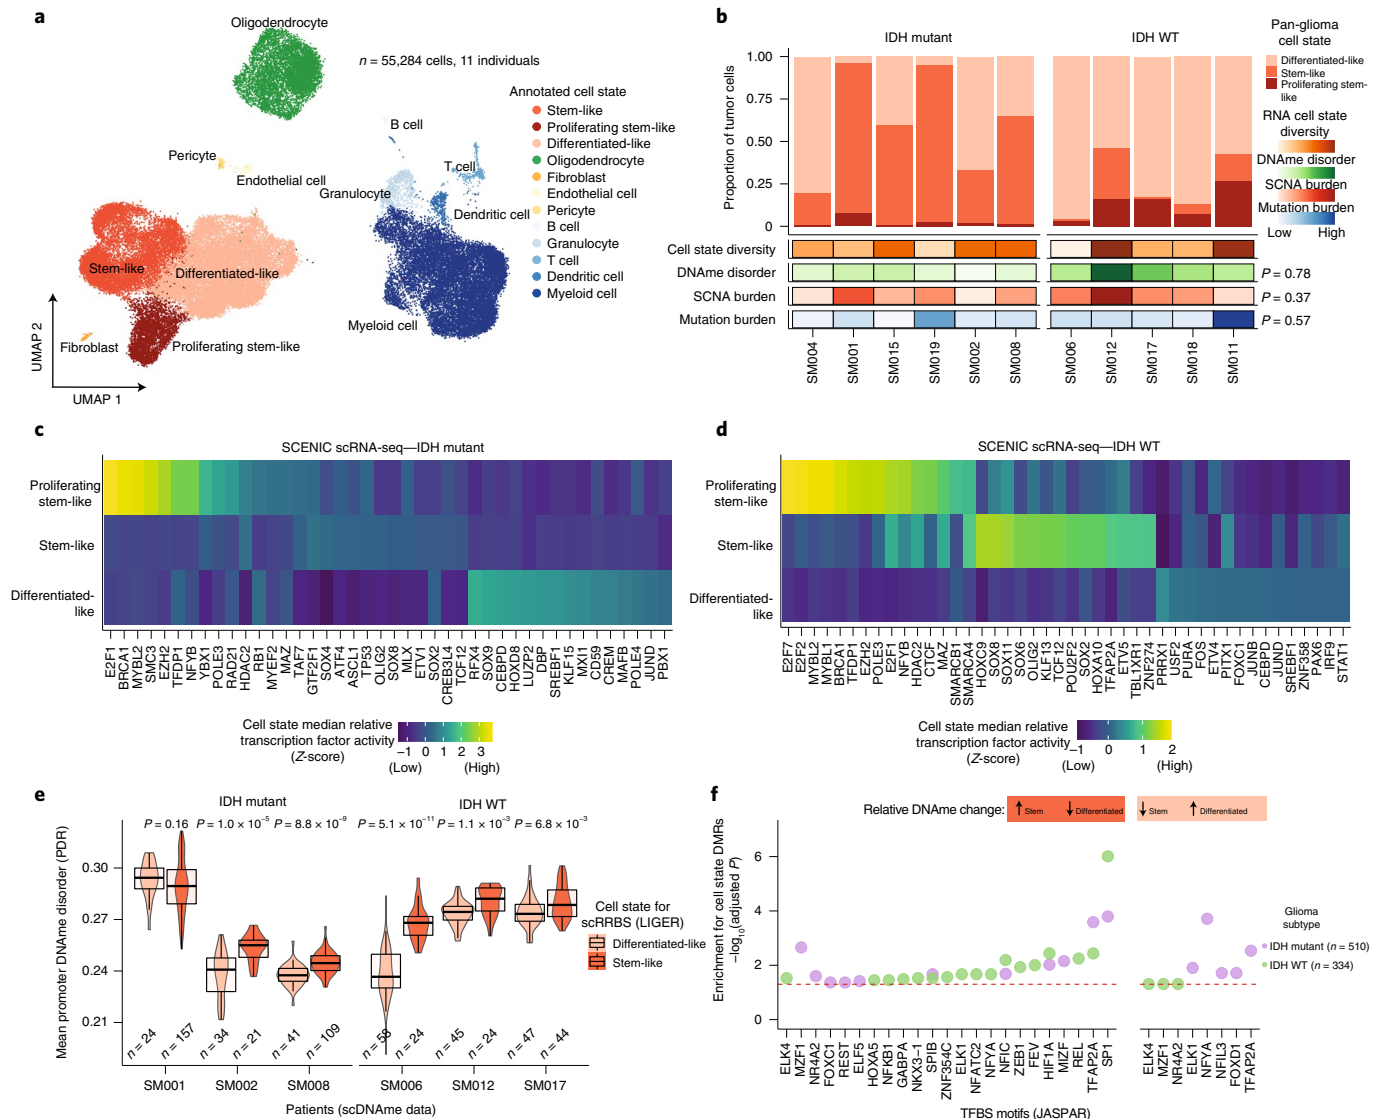 a
Oligodendrocyte
n = 55,284 cells, 11 individuals
Annotated cell state
Stem-like
Proliferating stem-like
Differentiated-like
Oligodendrocyte
Fibroblast
Endothelial cell
Pericyte
B cell
Granulocyte
T cell
Dendritic cell
Myeloid cell
B cell
T cell
Pericyte
Endothelial cell
Granulocyte
Dendritic cell
Stem-like
Differentiated-like
Myeloid cell
Fibroblast
Proliferating stem-like
UMAP 2
UMAP 1
b
IDH mutant
IDH WT
Pan-glioma
cell state
Differentiated-like
Stem-like
Proliferating stem-
like
RNA cell state
diversity
DNAme disorder
SCNA burden
Mutation burden
Low High
Proportion of tumor cells
1.00
0.75
0.50
0.25
0
Cell state diversity
DNAme disorder
P = 0.78
SCNA burden
P = 0.37
Mutation burden
P = 0.57
SM004
SM001
SM015
SM019
SM002
SM008
SM006
SM012
SM017
SM018
SM011
c
SCENIC scRNA-seq—IDH mutant
Proliferating
stem-like
Stem-like
Differentiated-
like
E2F1
BRCA1
MYBL2
SMC3
EZH2
TFDP1
NFYB
YBX1
POLE3
RAD21
HDAC2
RB1
MYEF2
MAZ
TAF7
GTF2F1
SOX4
ATF4
ASCL1
TP53
OLIG2
SOX8
MLX
ETV1
SOX2
CREB3L4
TCF12
RFX4
SOX9
CEBPD
HOXD8
LUZP2
DBP
SREBF1
KLF15
MXI1
CD59
CREM
MAFB
POLE4
JUND
PBX1
Cell state median relative
transcription factor activity
(Z-score)
−1 0 1 2 3
(Low) (High)
d
SCENIC scRNA-seq—IDH WT
Proliferating
stem-like
Stem-like
Differentiated-
like
E2F7
E2F2
MYBL2
MYBL1
BRCA1
TFDP1
EZH2
POLE3
E2F1
NFYB
HDAC2
CTCF
MAZ
SMARCB1
SMARCA4
HOXD9
SOX8
SOX11
SOX6
OLIG2
KLF13
TCF12
POU2F2
SOX2
HOXA10
TFAP2A
ETV5
TBL1XR1
ZNF274
PRRX1
USF2
PURA
FOS
ETV4
PITX1
FOXC1
JUNB
CEBPD
JUND
SREBF1
ZNF358
PAX6
IRF9
STAT1
Cell state median relative
transcription factor activity
(Z-score)
−1 0 1 2
(Low) (High)
e
IDH mutant
IDH WT
P = 0.16
P = 1.0 × 10−5
P = 8.8 × 10−9
P = 5.1 × 10−11
P = 1.1 × 10−3
P = 6.8 × 10−3
Mean promoter DNAme disorder (PDR)
0.30
0.27
0.24
0.21
Cell state for
scRRBS (LIGER)
Differentiated-like
Stem-like
n = 24
n = 157
n = 34
n = 21
n = 41
n = 109
n = 58
n = 24
n = 45
n = 24
n = 47
n = 44
SM001
SM002
SM008
SM006
SM012
SM017
Patients (scDNAme data)
f
Relative DNAme change:
↑ Stem ↓ Differentiated
↓ Stem ↑ Differentiated
Enrichment for cell state DMRs
−log10(adjusted P)
6
4
2
0
Glioma
subtype
IDH mutant (n = 510)
IDH WT (n = 334)
ELK4
MZF1
NR4A2
FOXC1
REST
ELF5
HOXA5
NFKB1
GABPA
NKX3-1
SPIB
ZNF354C
ELK1
NFATC2
NFYA
NFIC
ZEB1
FEV
HIF1A
MIZF
REL
TFAP2A
SP1
ELK4
MZF1
NR4A2
ELK1
NFYA
NFIL3
FOXD1
TFAP2A
TFBS motifs (JASPAR)